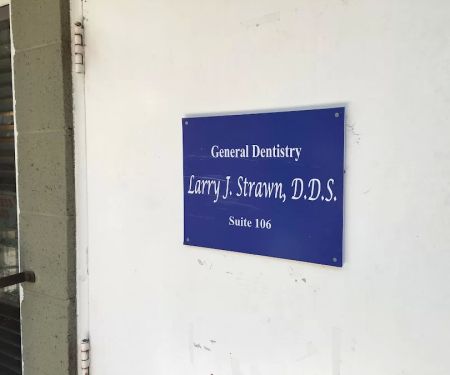 General Dentistry
Larry J. Strawn, D.D.S.
Suite 106